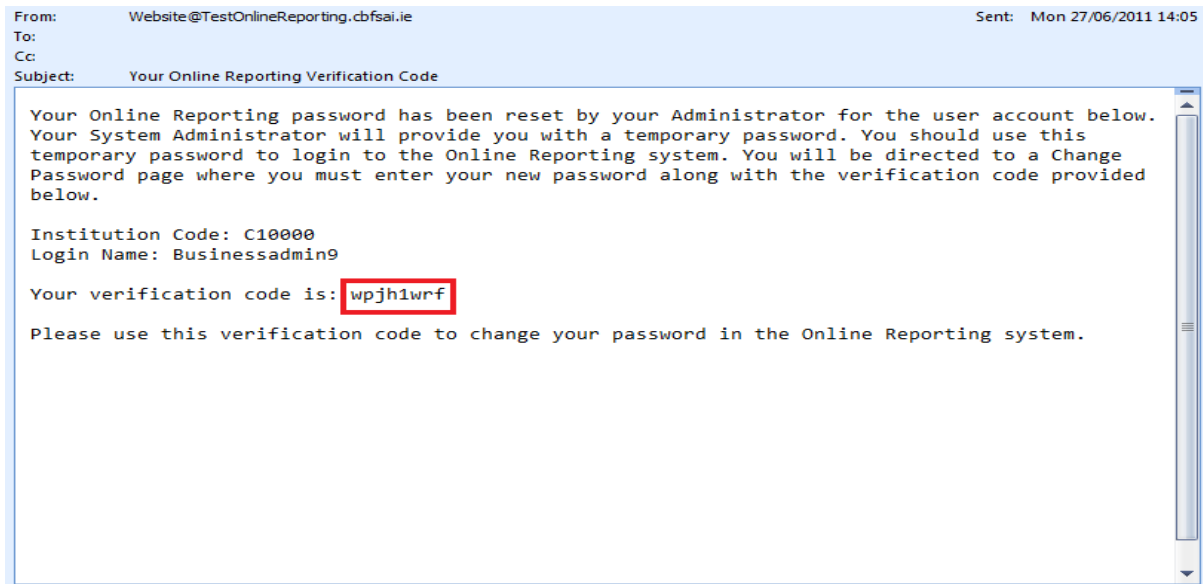 From: Website@TestOnlineReporting.cbfsai.ie Sent: Mon 27/06/2011 14:05
To:
Cc:
Subject: Your Online Reporting Verification Code
Your Online Reporting password has been reset by your Administrator for the user account below.
Your System Administrator will provide you with a temporary password. You should use this
temporary password to login to the Online Reporting system. You will be directed to a Change
Password page where you must enter your new password along with the verification code provided
below.
Institution Code: C10000
Login Name: Businessadmin9
Your verification code is: wpjh1wrf
Please use this verification code to change your password in the Online Reporting system.